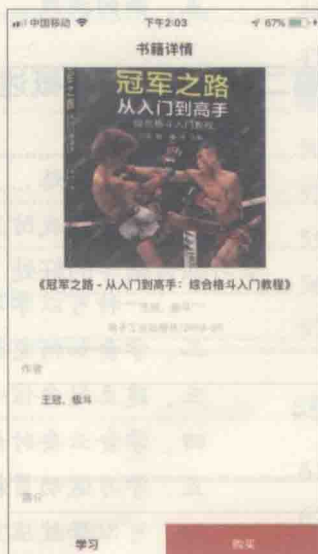 中国移动 下午2:03 67%
书籍详情
冠军之路
从入门到高手
综合格斗入门教程
《冠军之路-从入门到高手：综合格斗入门教程》
作者
王冠、极斗
简介
学习 购买